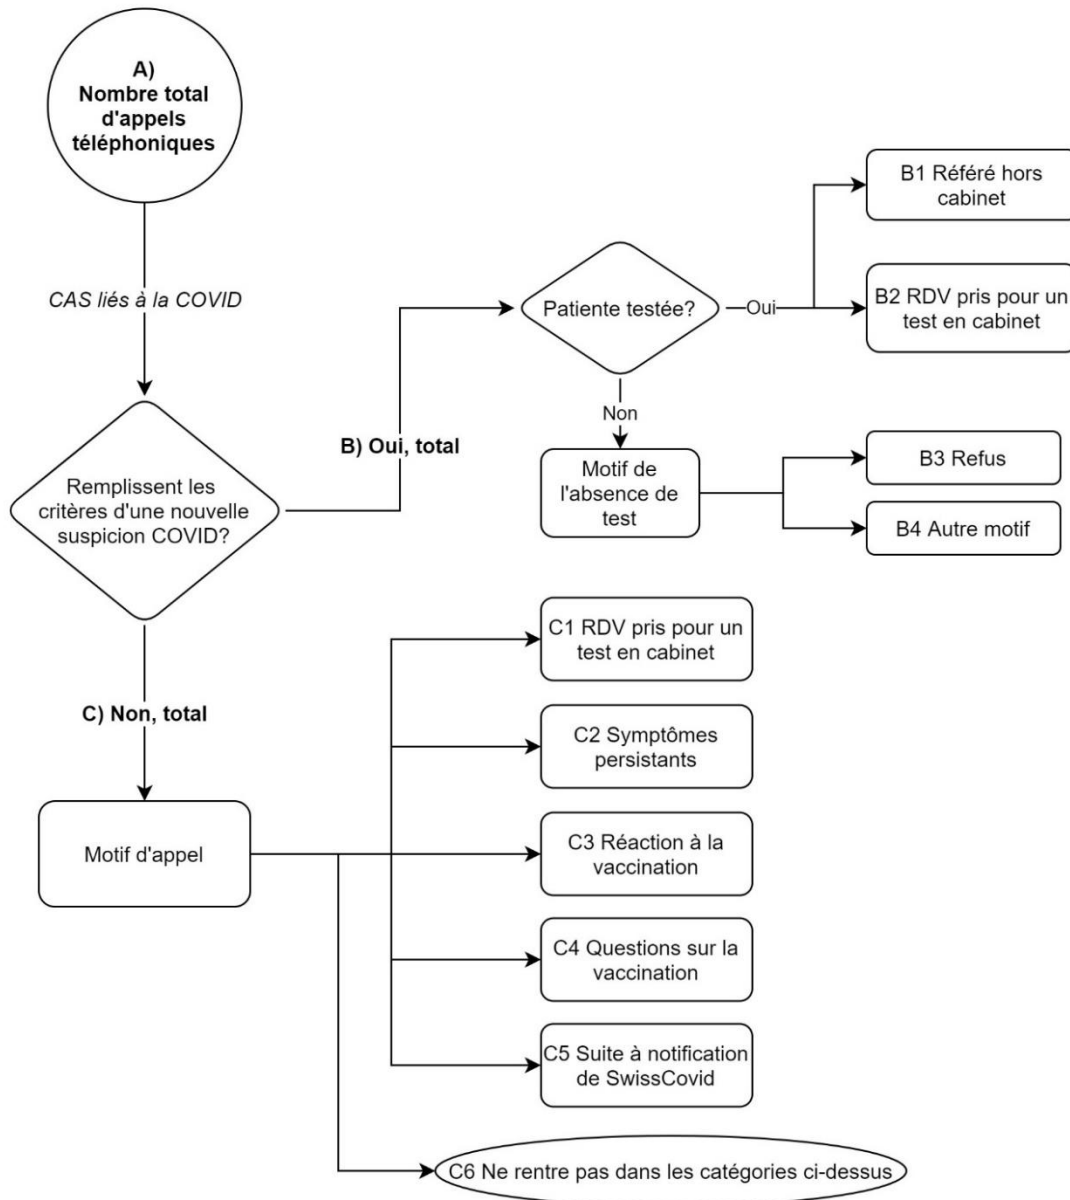 A)
Nombre total
d'appels
téléphoniques
CAS liés à la COVID
Remplissent les
critères d'une nouvelle
suspicion COVID?
B) Oui, total
Patiente testée?
Oui
B1 Référé hors
cabinet
B2 RDV pris pour un
test en cabinet
Non
Motif de
l'absence de
test
B3 Refus
B4 Autre motif
C) Non, total
Motif d'appel
C1 RDV pris pour un
test en cabinet
C2 Symptômes
persistants
C3 Réaction à la
vaccination
C4 Questions sur la
vaccination
C5 Suite à notification
de SwissCovid
C6 Ne rentre pas dans les catégories ci-dessus